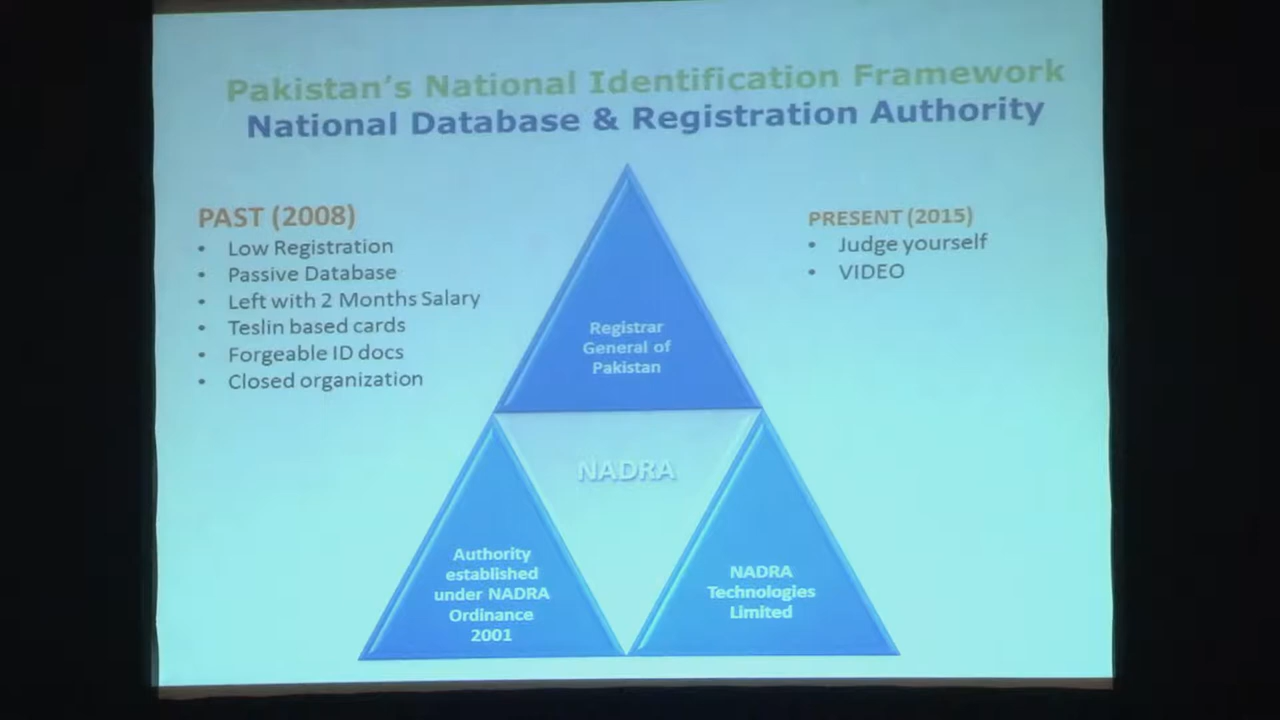 Pakistan's National Identification Framework
National Database & Registration Authority
PAST (2008)
• Low Registration
• Passive Database
• Left with 2 Months Salary
• Teslin based cards
• Forgeable ID docs
• Closed organization
PRESENT (2015)
• Judge yourself
• VIDEO
Registrar
General of
Pakistan
NADRA
Authority
established
under NADRA
Ordinance
2001
NADRA
Technologies
Limited